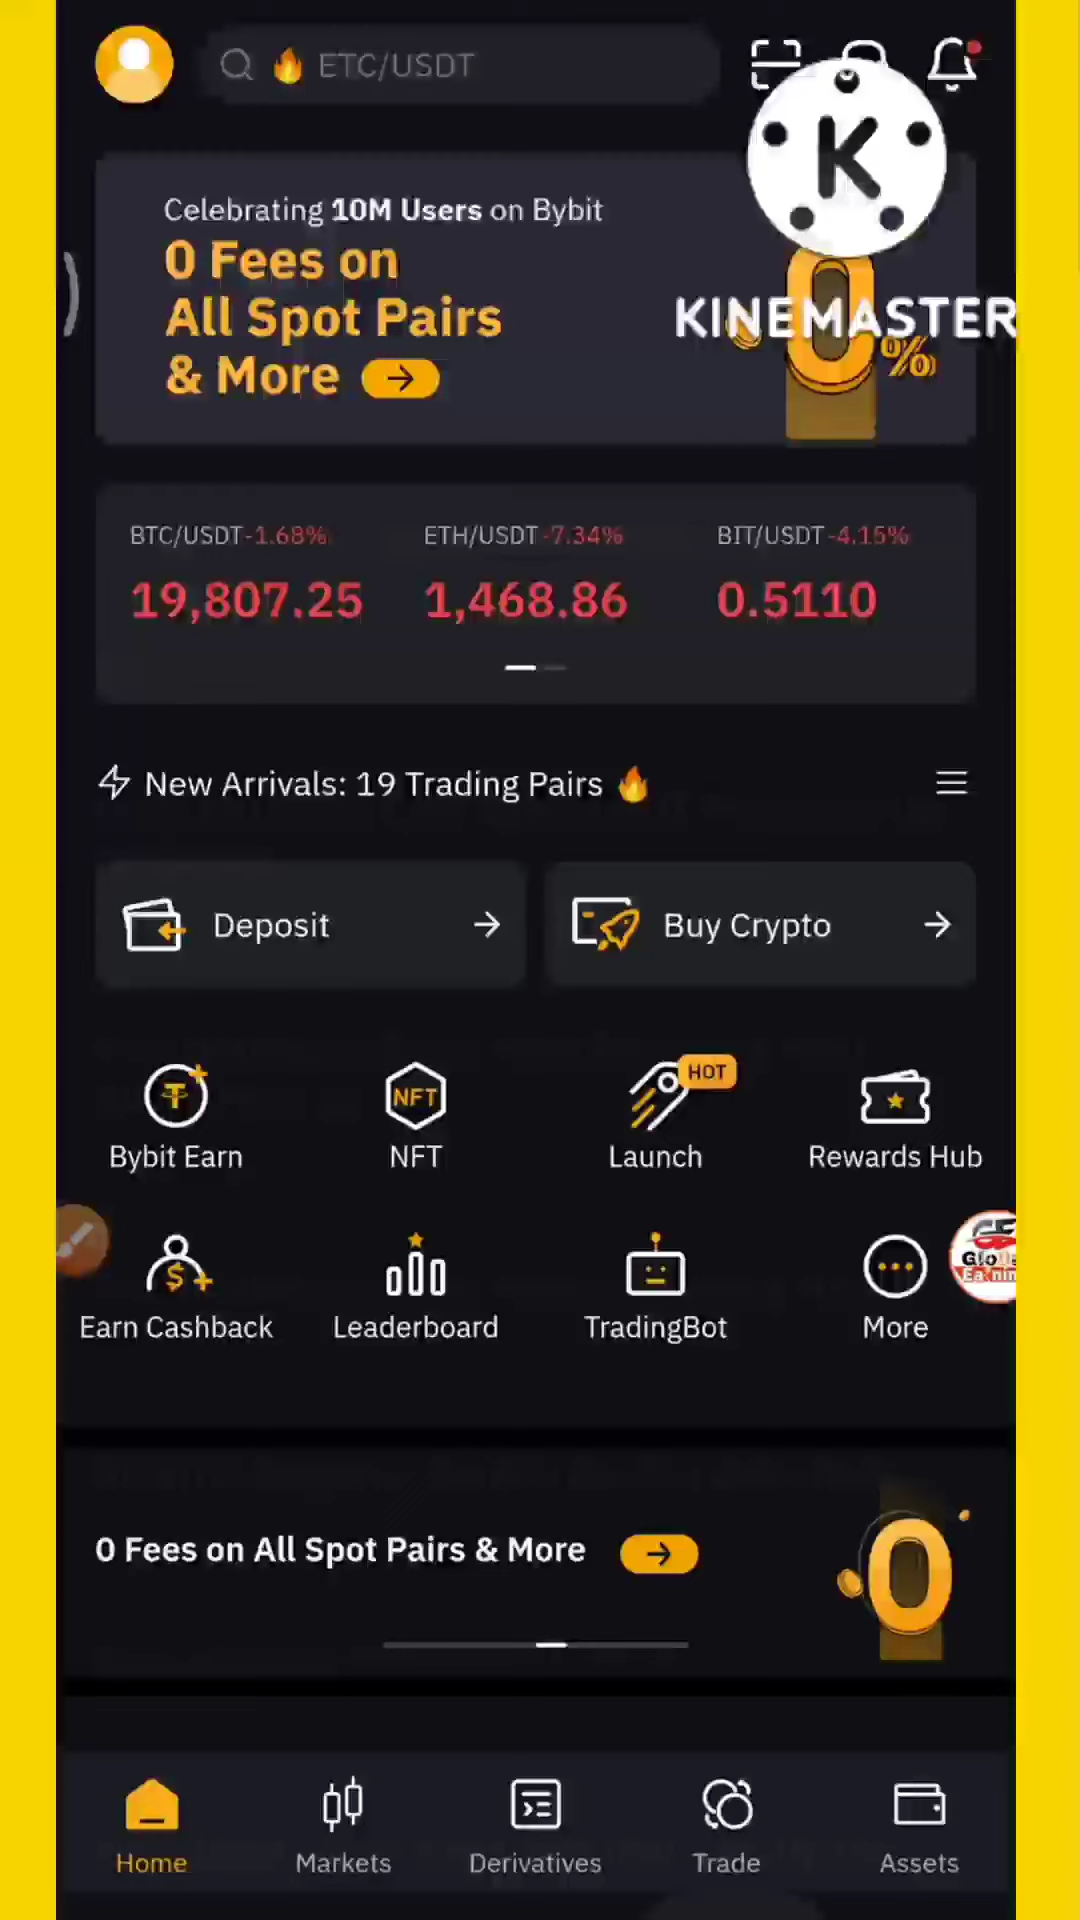 ETC/USDT
K
KINEMASTER
Celebrating 10M Users on Bybit
0 Fees on
All Spot Pairs
& More
0%
BTC/USDT -1.68%
19,807.25
ETH/USDT -7.34%
1,468.86
BIT/USDT -4.15%
0.5110
New Arrivals: 19 Trading Pairs
Deposit
Buy Crypto
NFT
HOT
Bybit Earn
NFT
Launch
Rewards Hub
Earn Cashback
Leaderboard
TradingBot
More
0 Fees on All Spot Pairs & More
0
Home
Markets
Derivatives
Trade
Assets